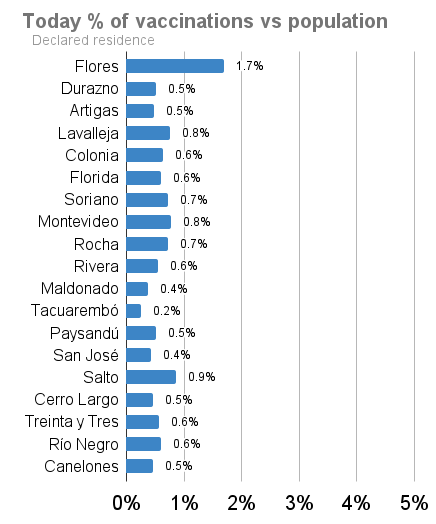 Today % of vaccinations vs population
Declared residence
Flores 1.7%
Durazno 0.5%
Artigas 0.5%
Lavalleja 0.8%
Colonia 0.6%
Florida 0.6%
Soriano 0.7%
Montevideo 0.8%
Rocha 0.7%
Rivera 0.6%
Maldonado 0.4%
Tacuarembó 0.2%
Paysandú 0.5%
San José 0.4%
Salto 0.9%
Cerro Largo 0.5%
Treinta y Tres 0.6%
Río Negro 0.6%
Canelones 0.5%
0% 1% 2% 3% 4% 5%